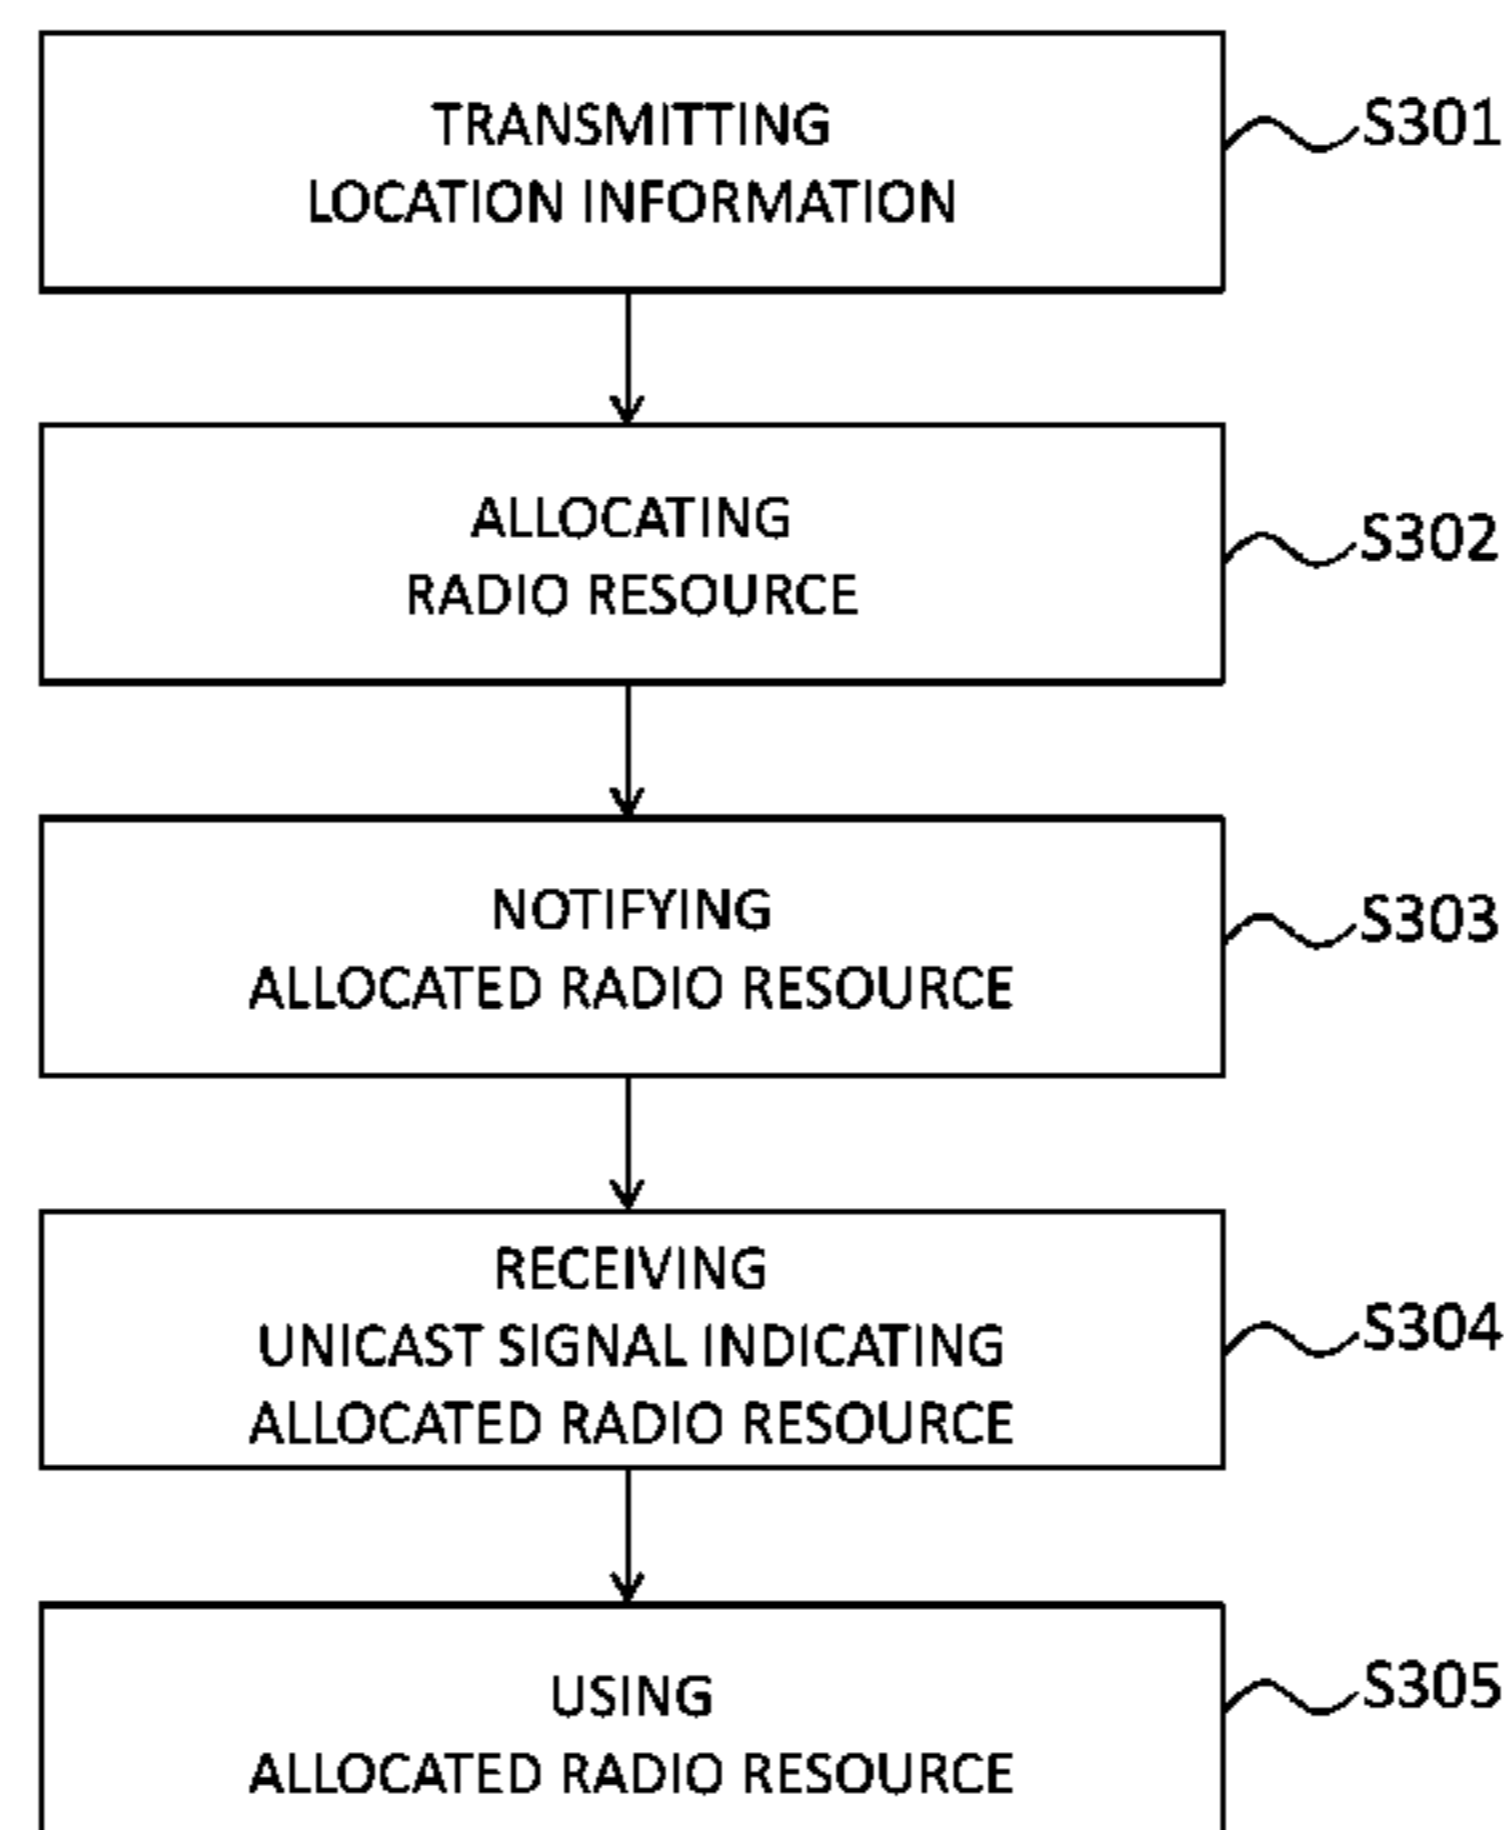 TRANSMITTING
LOCATION INFORMATION
S301
ALLOCATING
RADIO RESOURCE
S302
NOTIFYING
ALLOCATED RADIO RESOURCE
S303
RECEIVING
UNICAST SIGNAL INDICATING
ALLOCATED RADIO RESOURCE
S304
USING
ALLOCATED RADIO RESOURCE
S305